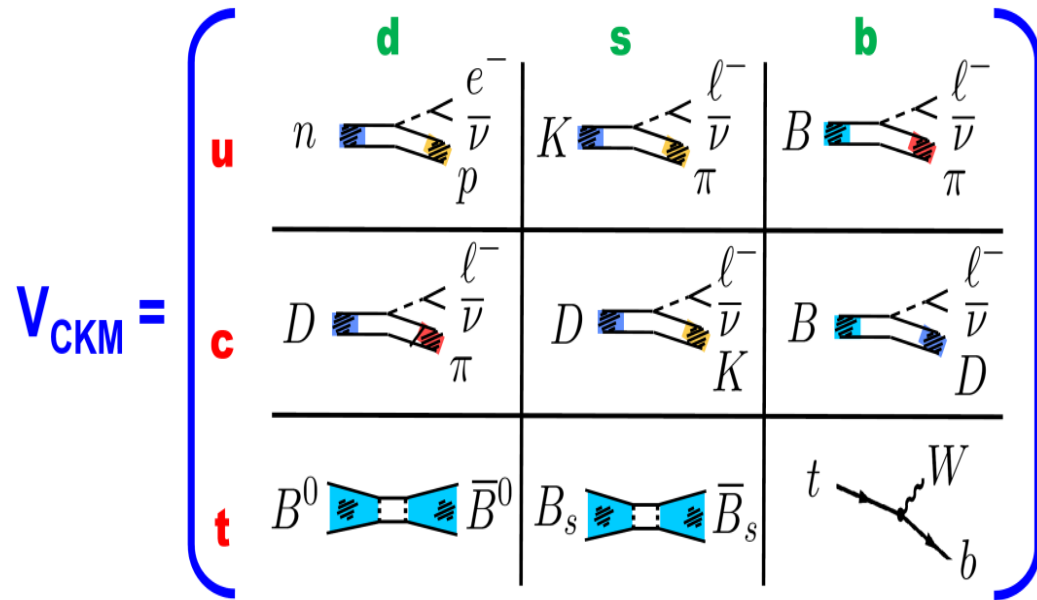 d s b
u
n e⁻ ν̄ p
K ℓ⁻ ν̄ π
B ℓ⁻ ν̄ π
V_CKM =
c
D ℓ⁻ ν̄ π
D ℓ⁻ ν̄ K
B ℓ⁻ ν̄ D
t
B⁰ B̄⁰
B_s B̄_s
t W b